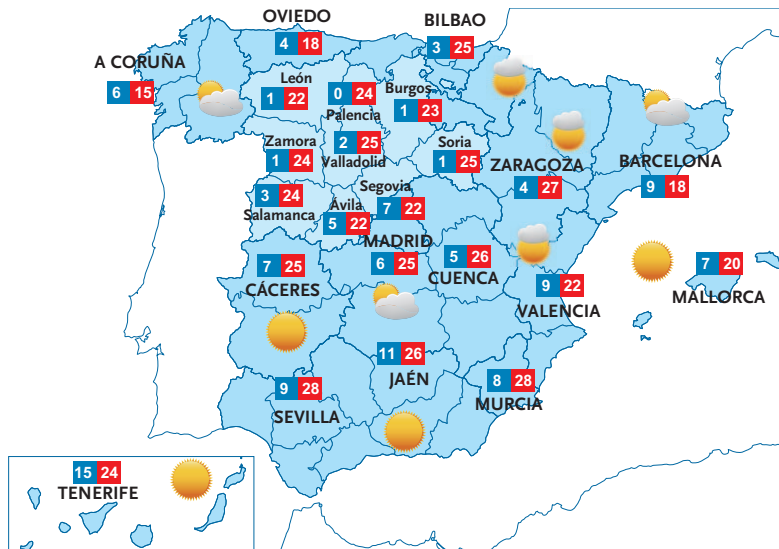 OVIEDO
4 18
BILBAO
3 25
A CORUÑA
6 15
León
1 22
0 24
Palencia
Burgos
1 23
Zamora
1 24
2 25
Valladolid
Soria
1 25
ZARAGOZA
4 27
BARCELONA
9 18
3 24
Salamanca
Ávila
5 22
Segovia
7 22
MADRID
6 25
5 26
CUENCA
7 25
CÁCERES
9 22
VALENCIA
7 20
MALLORCA
11 26
JAÉN
8 28
MURCIA
9 28
SEVILLA
15 24
TENERIFE